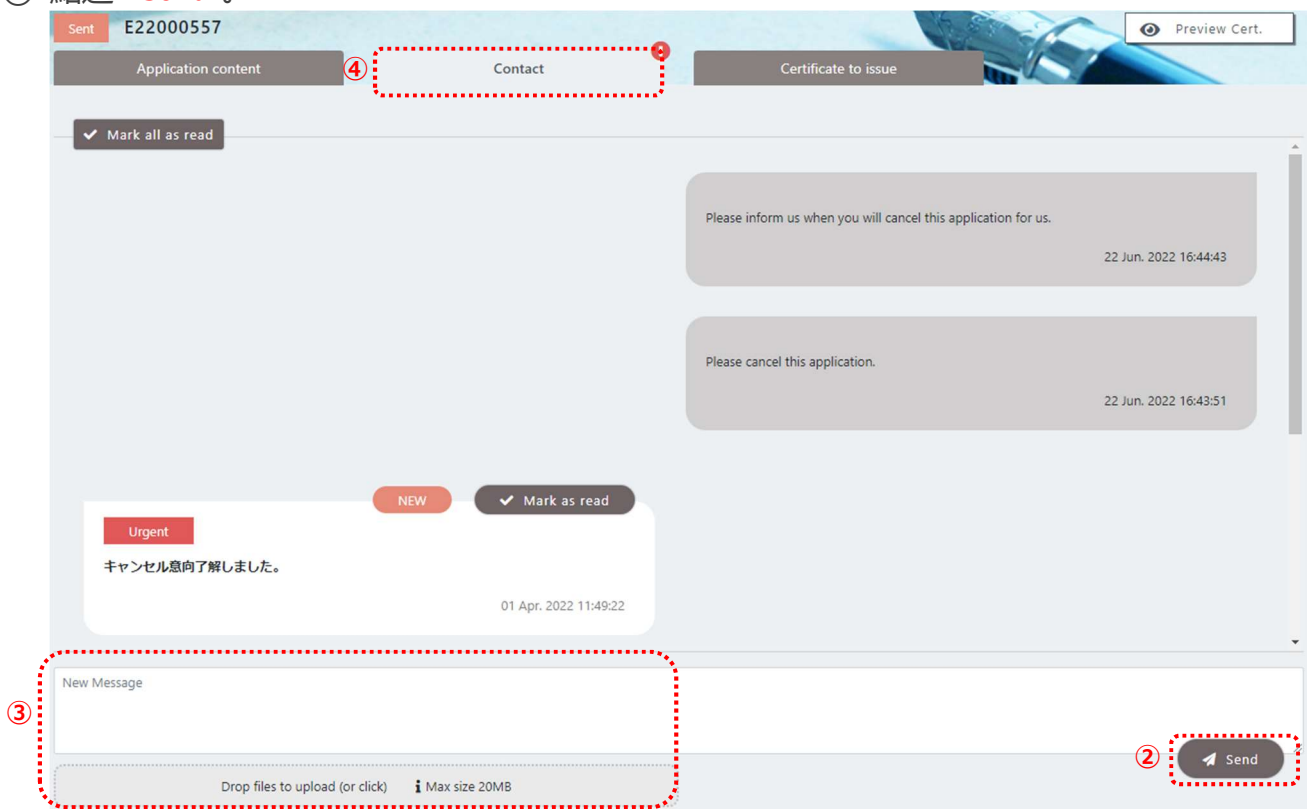 Sent E22000557
Preview Cert.
Application content
④ Contact
Certificate to issue
Mark all as read
Please inform us when you will cancel this application for us.
22 Jun. 2022 16:44:43
Please cancel this application.
22 Jun. 2022 16:43:51
NEW
Mark as read
Urgent
キャンセル意向了解しました。
01 Apr. 2022 11:49:22
③ New Message
② Send
Drop files to upload (or click) i Max size 20MB